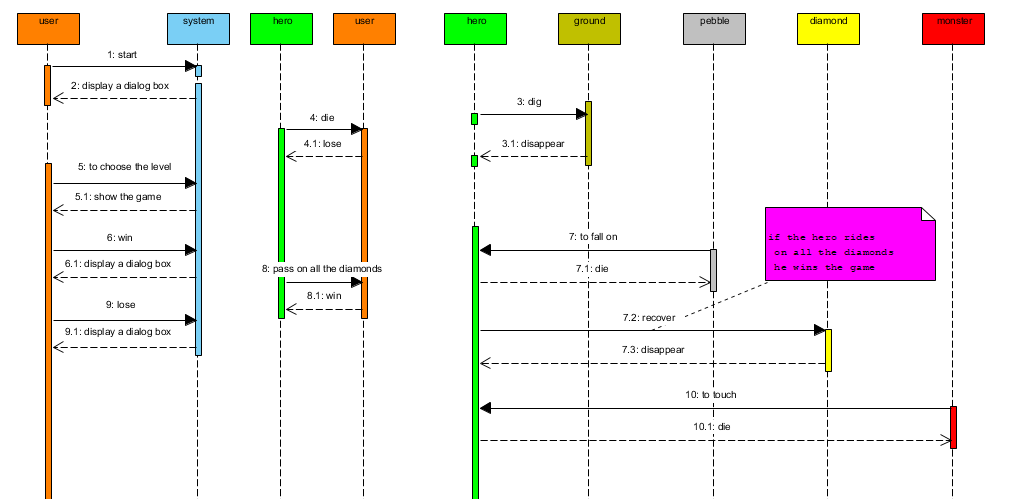 user
system
hero
user
hero
ground
pebble
diamond
monster
1: start
2: display a dialog box
3: dig
4: die
4.1: lose
3.1: disappear
5: to choose the level
5.1: show the game
6: win
6.1: display a dialog box
7: to fall on
7.1: die
if the hero rides
on all the diamonds
he wins the game
8: pass on all the diamonds
8.1: win
9: lose
9.1: display a dialog box
7.2: recover
7.3: disappear
10: to touch
10.1: die